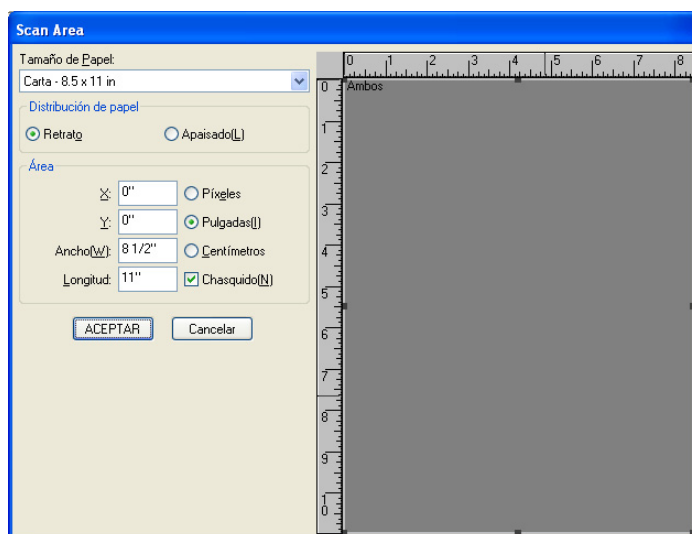 Scan Area
Tamaño de Papel:
Carta - 8.5 x 11 in
Distribución de papel
Retrato Apaisado(L)
Área
X: 0" Píxeles
Y: 0" Pulgadas(I)
Ancho(W): 8 1/2" Centímetros
Longitud: 11" Chasquido(N)
ACEPTAR Cancelar
0 1 2 3 4 5 6 7 8
Ambos
0
1
2
3
4
5
6
7
8
9
10